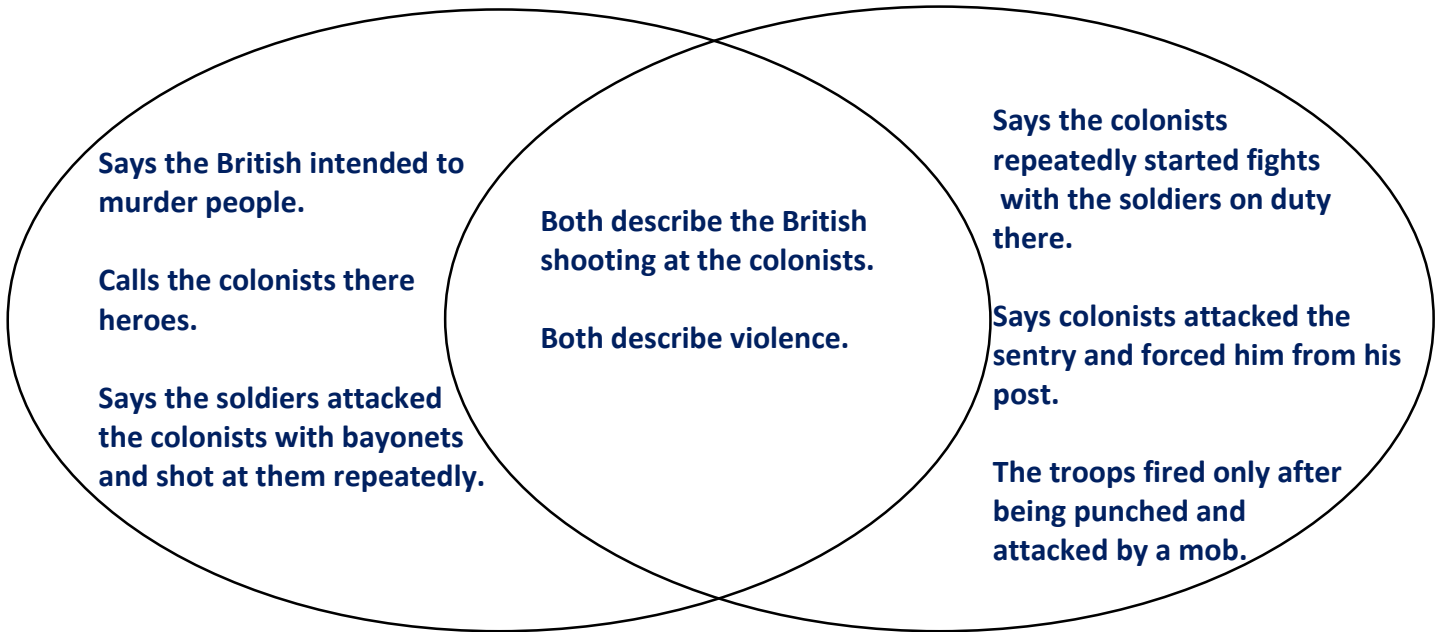 Says the British intended to
murder people.
Calls the colonists there
heroes.
Says the soldiers attacked
the colonists with bayonets
and shot at them repeatedly.
Both describe the British
shooting at the colonists.
Both describe violence.
Says the colonists
repeatedly started fights
with the soldiers on duty
there.
Says colonists attacked the
sentry and forced him from his
post.
The troops fired only after
being punched and
attacked by a mob.